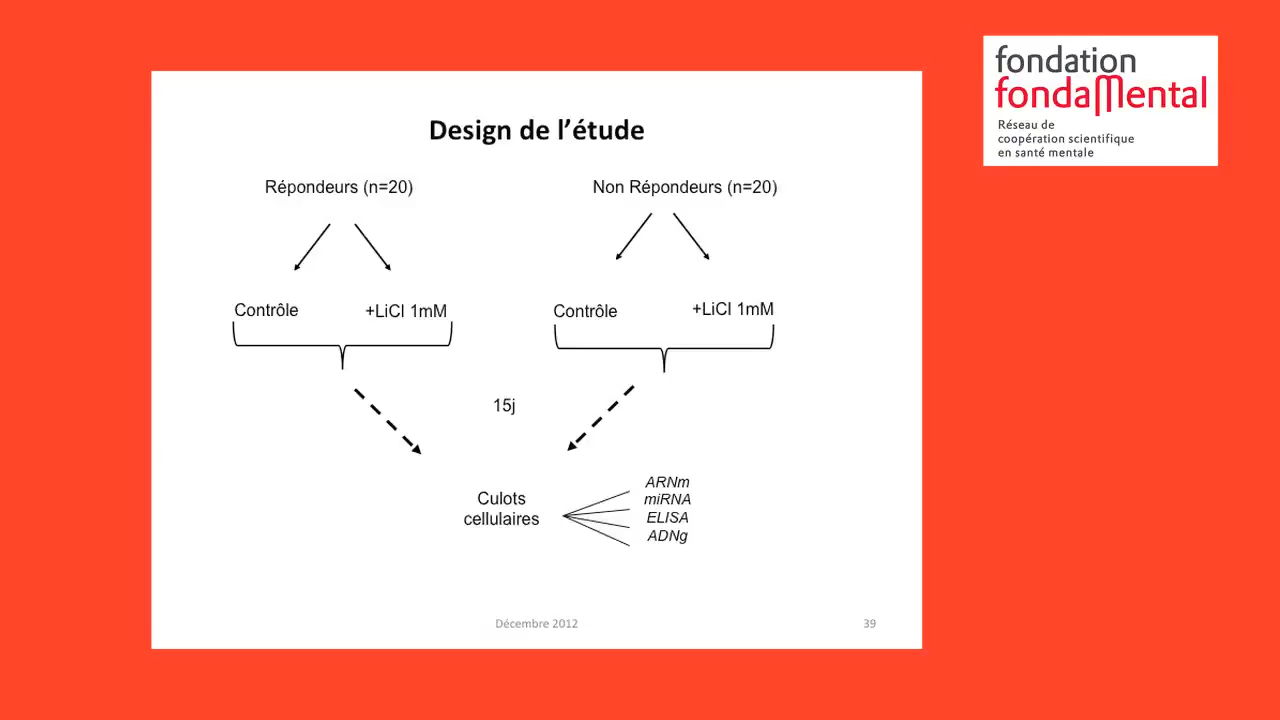 fondation
fondaMental
Réseau de
coopération scientifique
en santé mentale
Design de l'étude
Répondeurs (n=20)
Non Répondeurs (n=20)
Contrôle
+LiCl 1mM
Contrôle
+LiCl 1mM
15j
Culots
cellulaires
ARNm
miRNA
ELISA
ADNg
Décembre 2012
39